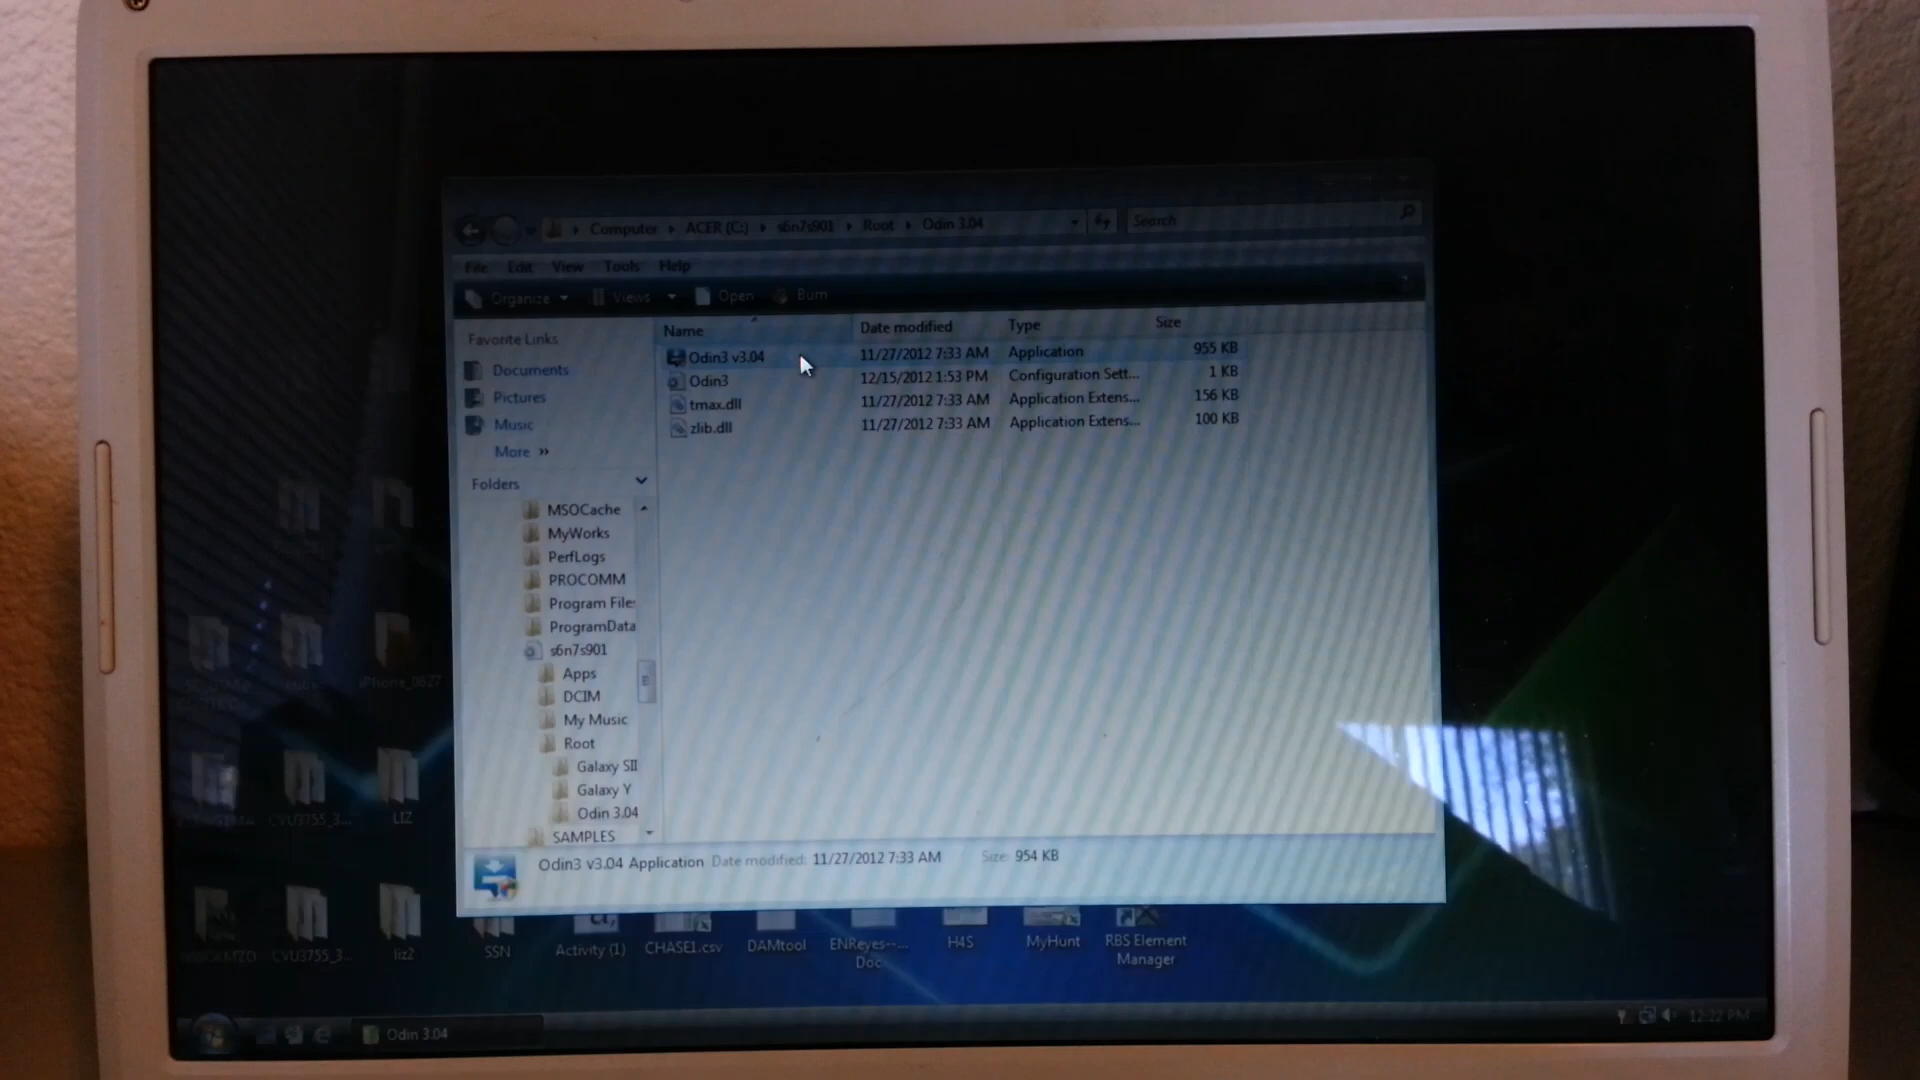 Computer ACER (C:) s6n7s901 Root Odin 3.04 Search
File Edit View Tools Help
Organize Views Open Burn
Favorite Links
Documents
Pictures
Music
More »
Folders
MSOCache
MyWorks
PerfLogs
PROCOMM
Program Files
ProgramData
s6n7s901
Apps
DCIM
My Music
Root
Galaxy SII
Galaxy Y
Odin 3.04
SAMPLES
Name Date modified Type Size
Odin3 v3.04 11/27/2012 7:33 AM Application 955 KB
Odin3 12/15/2012 1:53 PM Configuration Sett... 1 KB
tmax.dll 11/27/2012 7:33 AM Application Extens... 156 KB
zlib.dll 11/27/2012 7:33 AM Application Extens... 100 KB
Odin3 v3.04 Application Date modified: 11/27/2012 7:33 AM Size: 954 KB
iPhone_0627
CVU3755_3...
LIZ
CVU3755_3...
liz2
SSN
Activity (1)
CHASE1.csv
DAMtool
ENReyes--...
Doc
H4S
MyHunt
RBS Element
Manager
Odin 3.04
12:22 PM